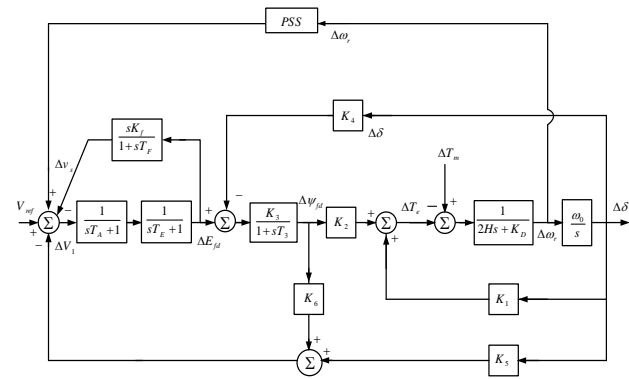 PSS
Δω_r
K_4
Δδ
sK_f
1+sT_F
Δv_s
ΔT_m
V_ref
+
+
−
−
Σ
ΔV_1
1
sT_A+1
1
sT_E+1
ΔE_fd
+
−
Σ
K_3
1+sT_3
Δψ_fd
K_2
+
+
Σ
ΔT_e
−
+
Σ
1
2Hs+K_D
Δω_r
ω_0
s
Δδ
K_6
K_1
+
+
Σ
K_5